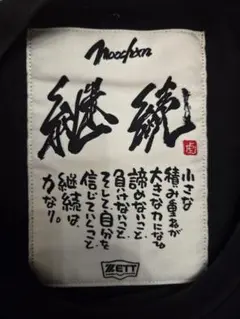 継続
虎
小さな
積み重ねが
大きな力になる
諦めないこと
負けないこと
そして自分を
信じていくこと
継続は
力なり。
ZETT